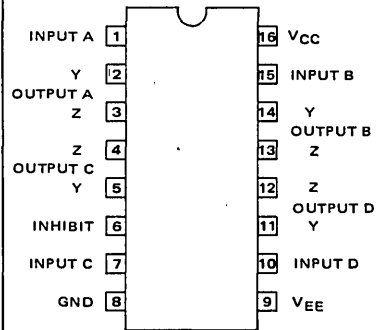 INPUT A 1 16 VCC
Y 2 15 INPUT B
OUTPUT A
Z 3 14 Y
OUTPUT B
Z 4 13 Z
OUTPUT C
Y 5 12 Z
OUTPUT D
INHIBIT 6 11 Y
INPUT C 7 10 INPUT D
GND 8 9 VEE